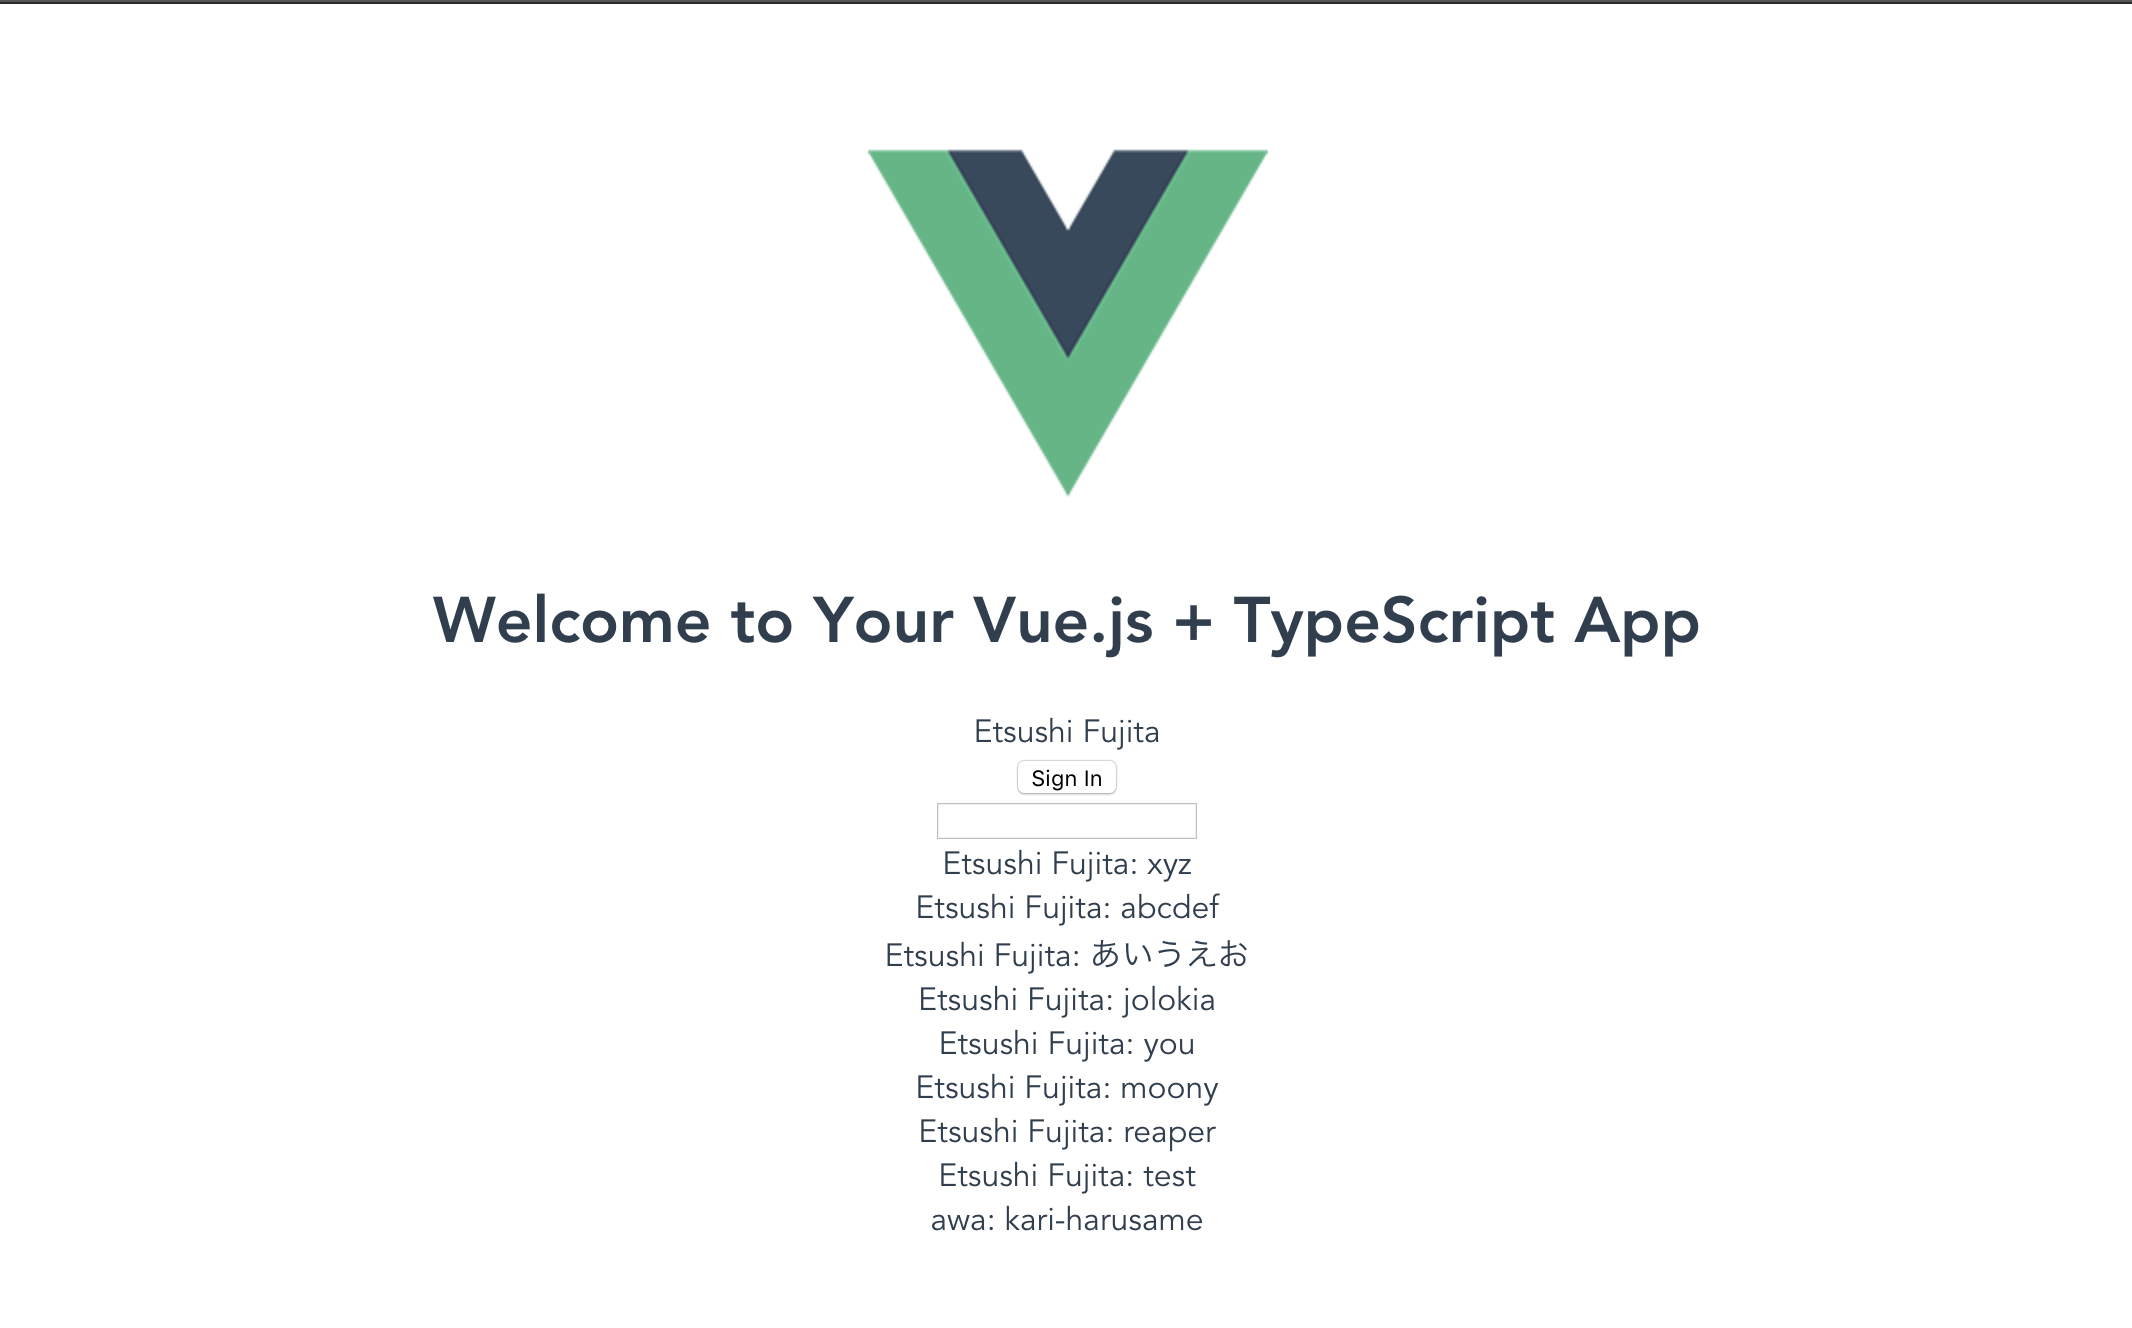 Welcome to Your Vue.js + TypeScript App
Etsushi Fujita
Sign In
Etsushi Fujita: xyz
Etsushi Fujita: abcdef
Etsushi Fujita: あいうえお
Etsushi Fujita: jolokia
Etsushi Fujita: you
Etsushi Fujita: moony
Etsushi Fujita: reaper
Etsushi Fujita: test
awa: kari-harusame